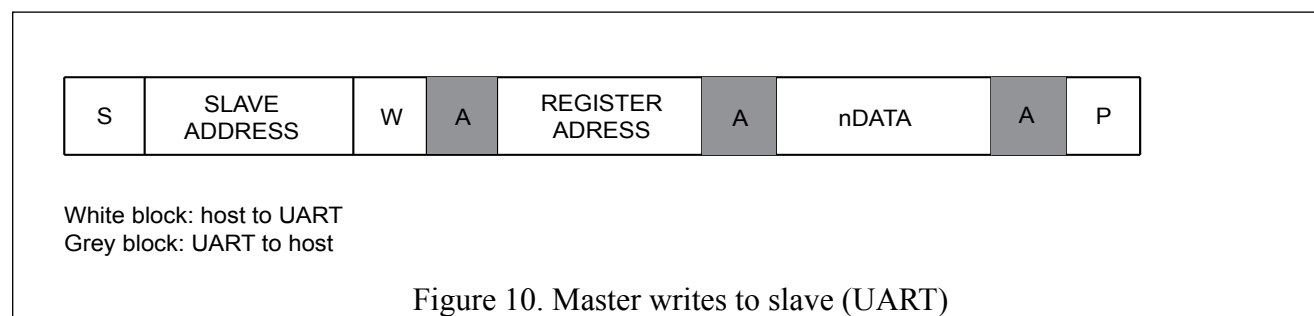 S SLAVE ADDRESS W A REGISTER ADRESS A nDATA A P
White block: host to UART
Grey block: UART to host
Figure 10. Master writes to slave (UART)